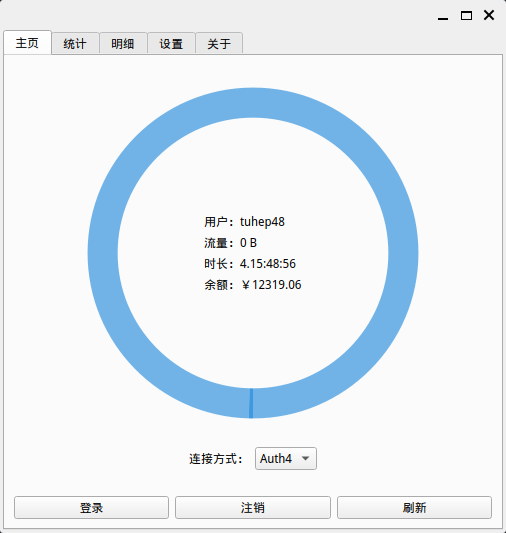 主页 统计 明细 设置 关于
用户：tuhep48
流量：0 B
时长：4.15:48:56
余额：￥12319.06
连接方式： Auth4
登录 注销 刷新